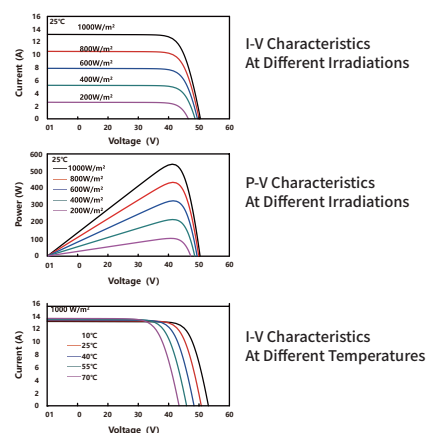 16
14
12
10
8
6
4
2
0
Current (A)
25℃
1000W/m²
800W/m²
600W/m²
400W/m²
200W/m²
01 0 20 30 40 50 60
Voltage (V)
I-V Characteristics
At Different Irradiations
600
500
400
300
200
100
0
Power (W)
25℃
1000W/m²
800W/m²
600W/m²
400W/m²
200W/m²
01 0 20 30 40 50 60
Voltage (V)
P-V Characteristics
At Different Irradiations
16
14
12
10
8
6
4
2
0
Current (A)
1000 W/m²
10℃
25℃
40℃
55℃
70℃
01 0 20 30 40 50 60
Voltage (V)
I-V Characteristics
At Different Temperatures